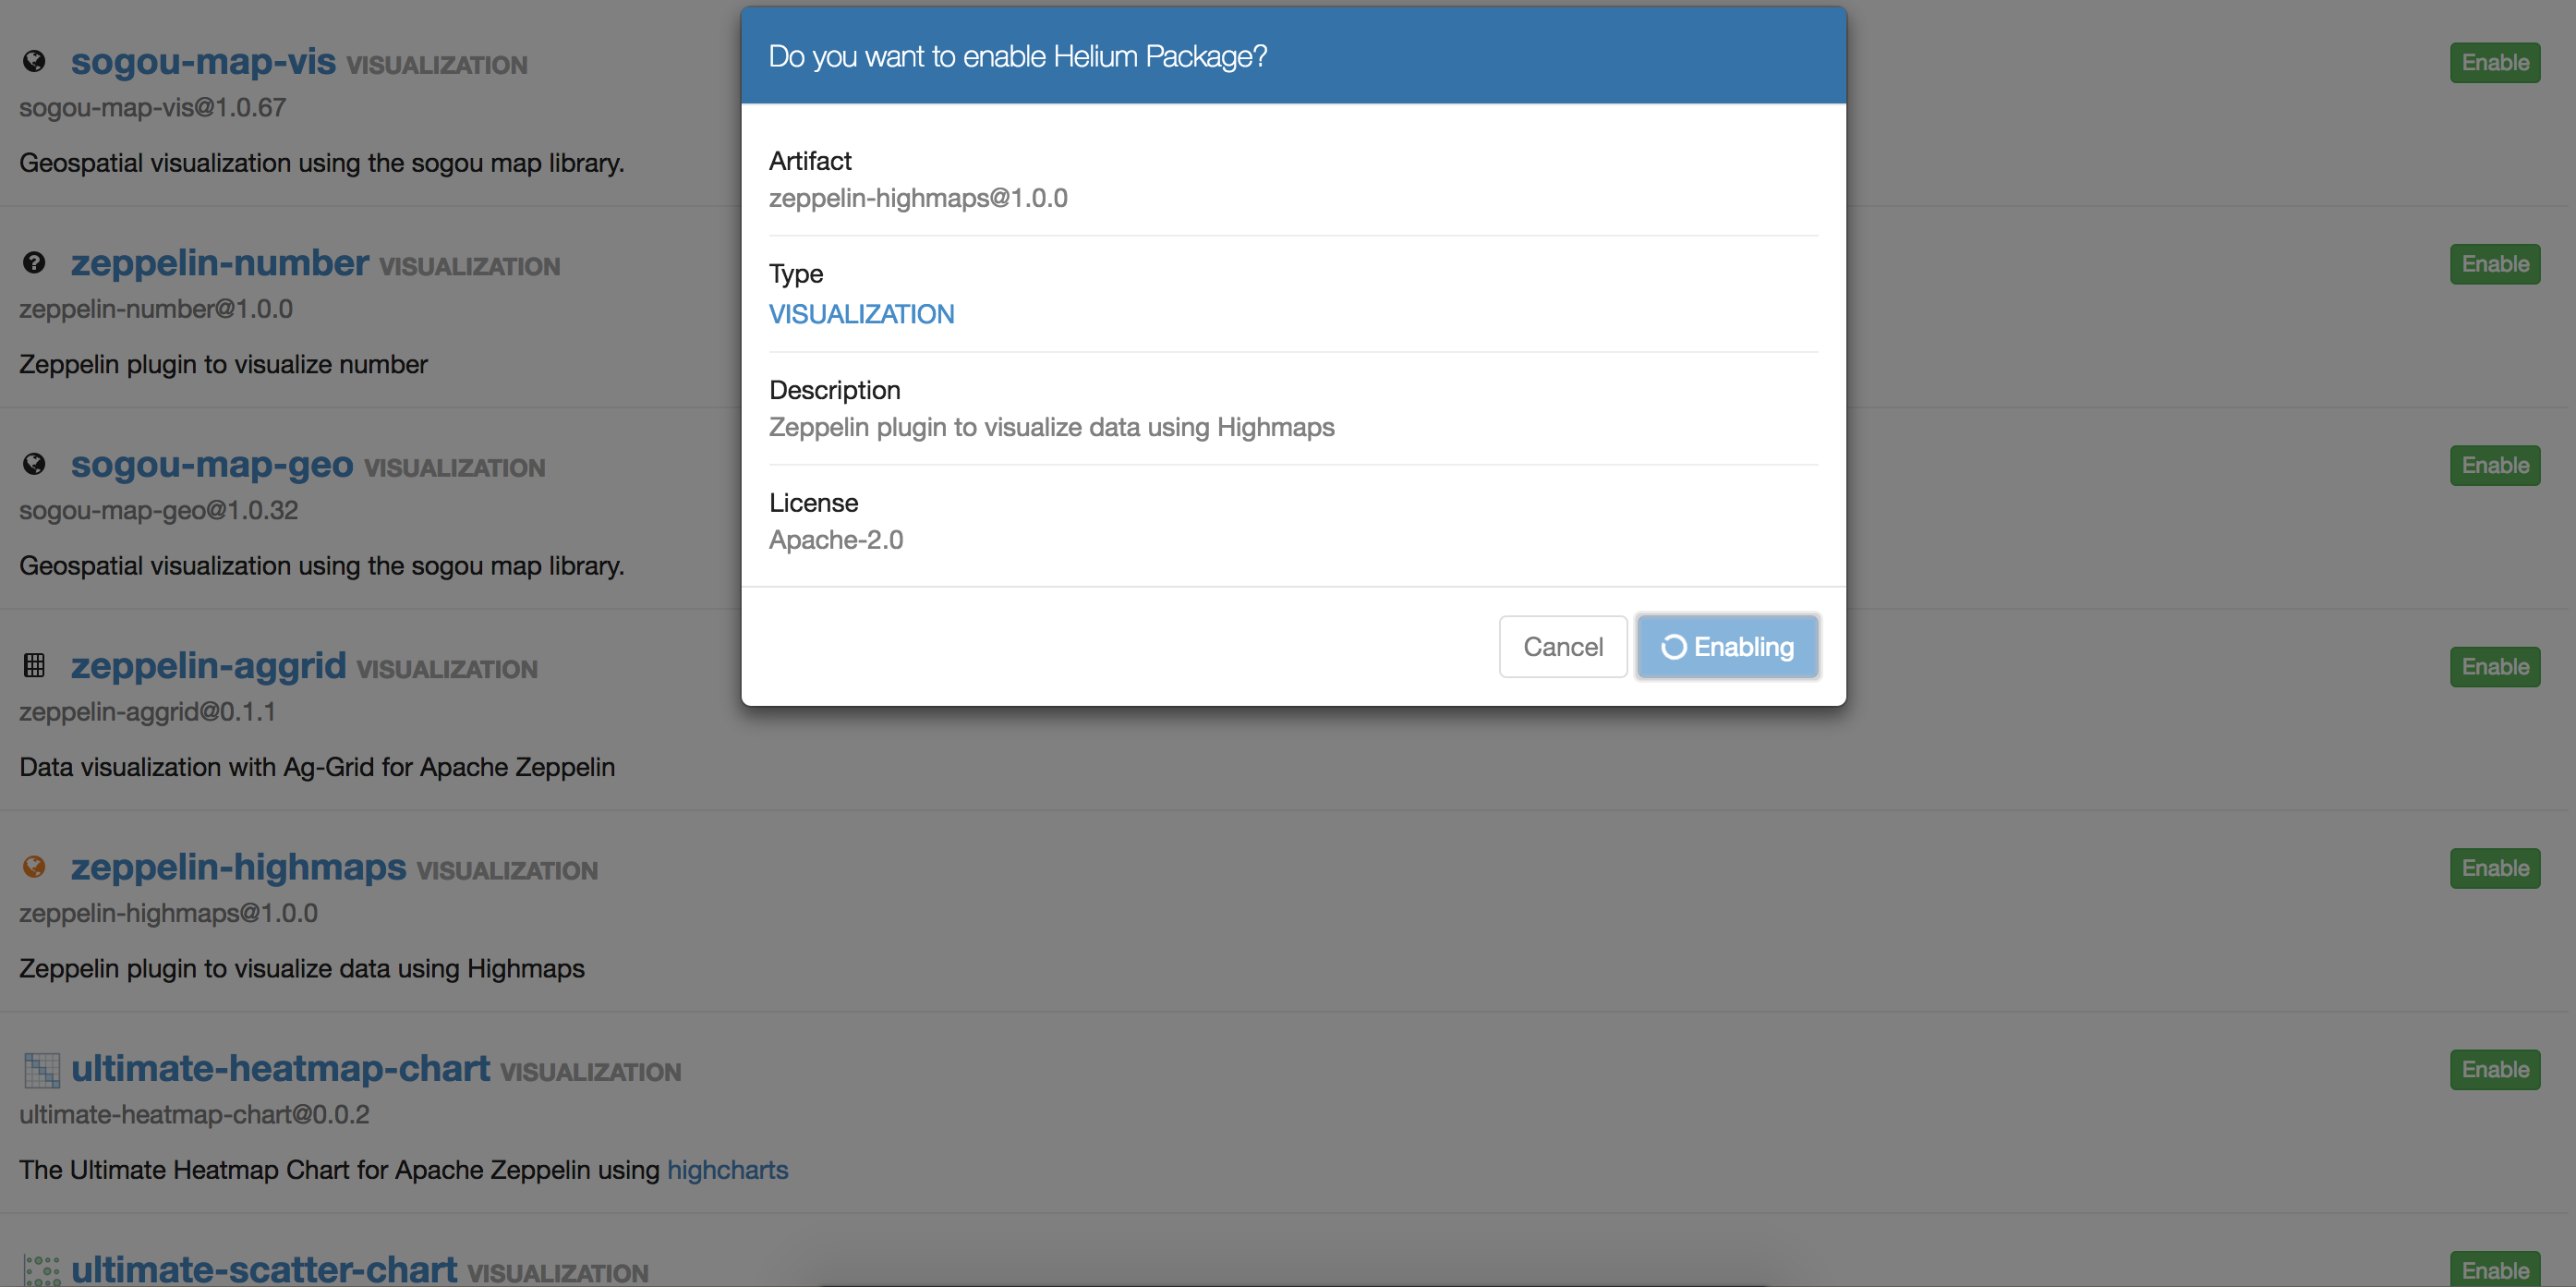 sogou-map-vis VISUALIZATION
Enable
sogou-map-vis@1.0.67
Geospatial visualization using the sogou map library.
zeppelin-number VISUALIZATION
Enable
zeppelin-number@1.0.0
Zeppelin plugin to visualize number
sogou-map-geo VISUALIZATION
Enable
sogou-map-geo@1.0.32
Geospatial visualization using the sogou map library.
zeppelin-aggrid VISUALIZATION
Enable
zeppelin-aggrid@0.1.1
Data visualization with Ag-Grid for Apache Zeppelin
zeppelin-highmaps VISUALIZATION
Enable
zeppelin-highmaps@1.0.0
Zeppelin plugin to visualize data using Highmaps
ultimate-heatmap-chart VISUALIZATION
Enable
ultimate-heatmap-chart@0.0.2
The Ultimate Heatmap Chart for Apache Zeppelin using highcharts
ultimate-scatter-chart VISUALIZATION
Enable
Do you want to enable Helium Package?
Artifact
zeppelin-highmaps@1.0.0
Type
VISUALIZATION
Description
Zeppelin plugin to visualize data using Highmaps
License
Apache-2.0
Cancel
Enabling